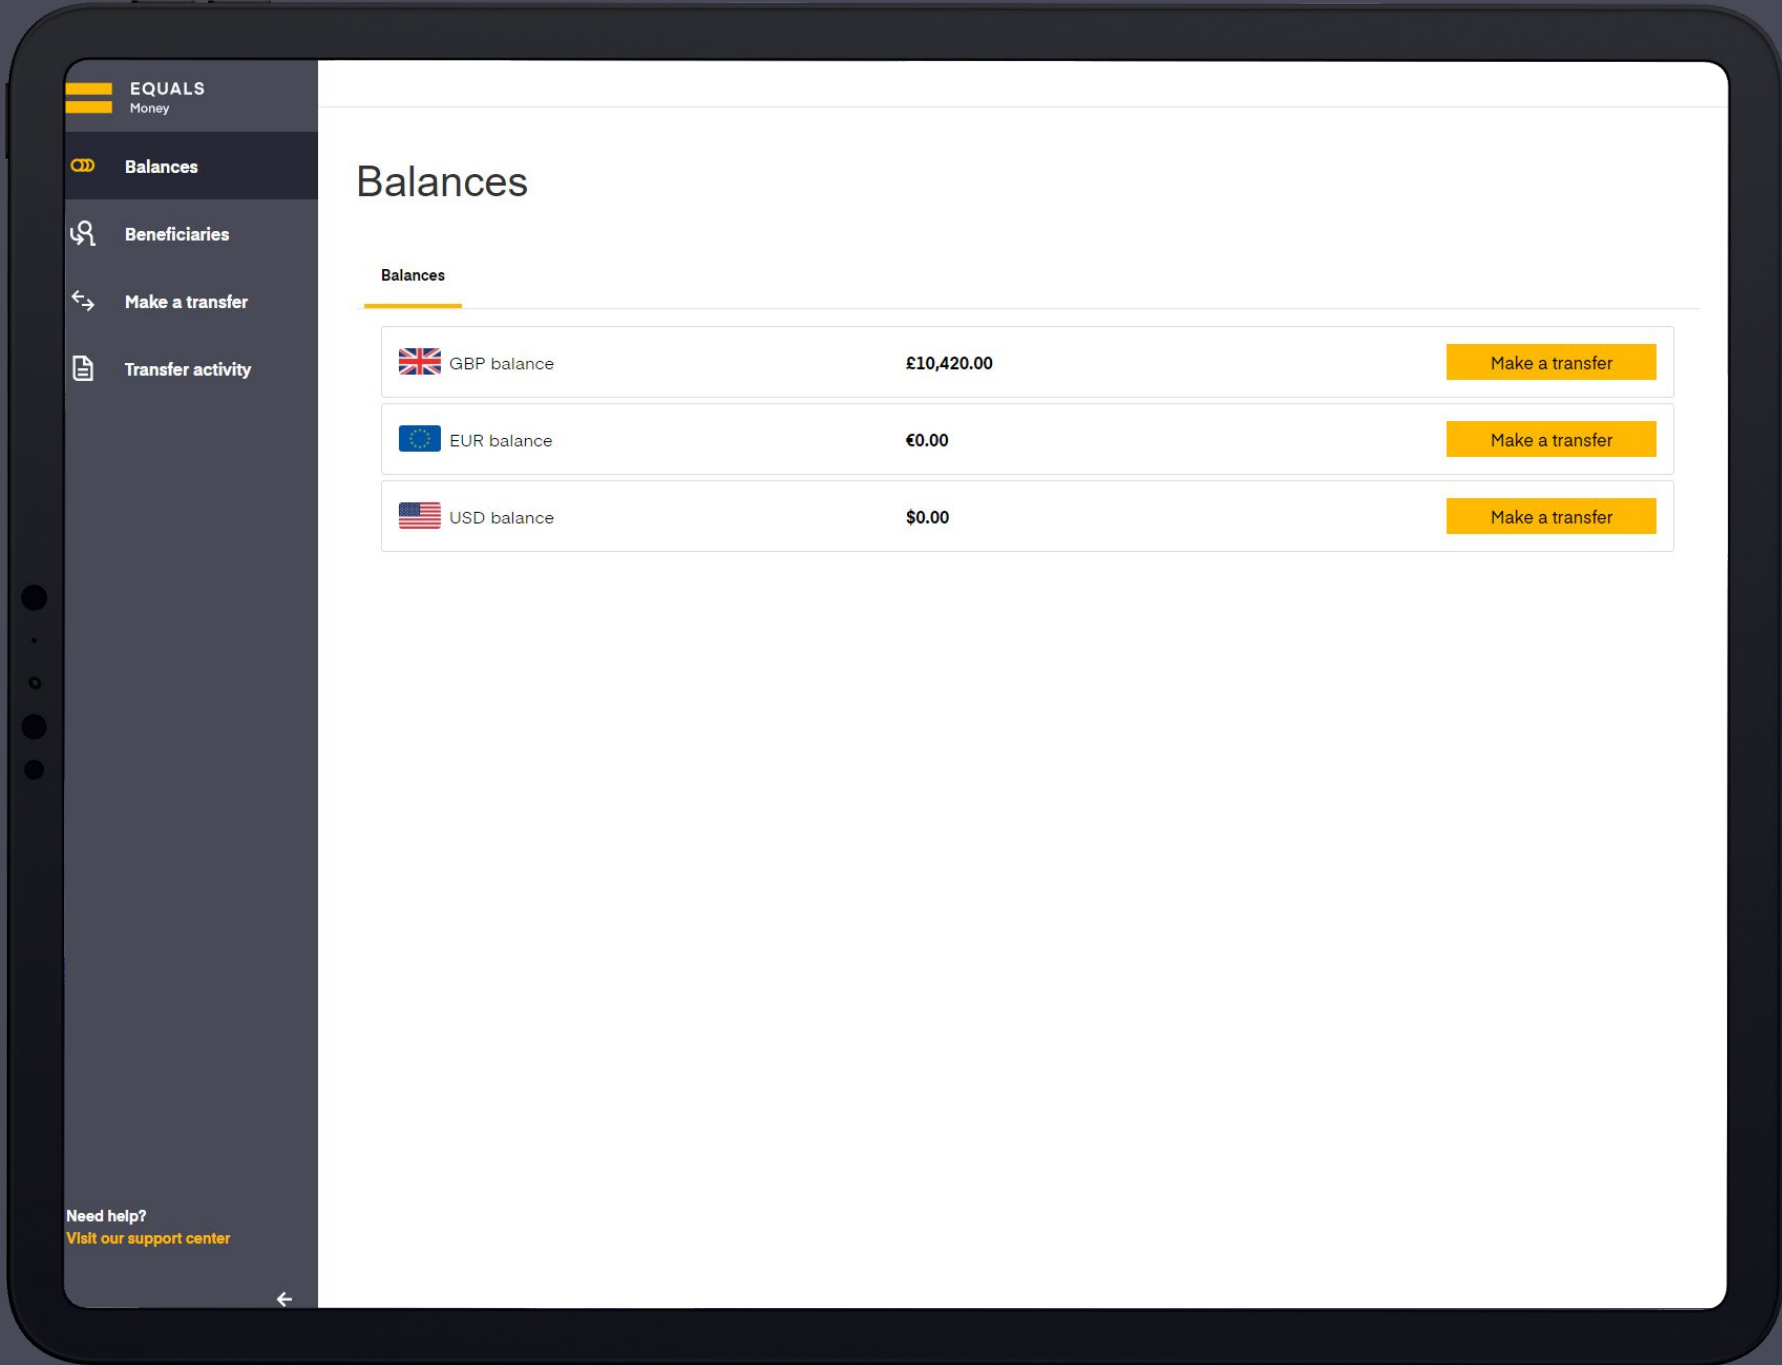 EQUALS
Money
Balances
Beneficiaries
Make a transfer
Transfer activity
Need help?
Visit our support center
Balances
Balances
GBP balance £10,420.00 Make a transfer
EUR balance €0.00 Make a transfer
USD balance $0.00 Make a transfer